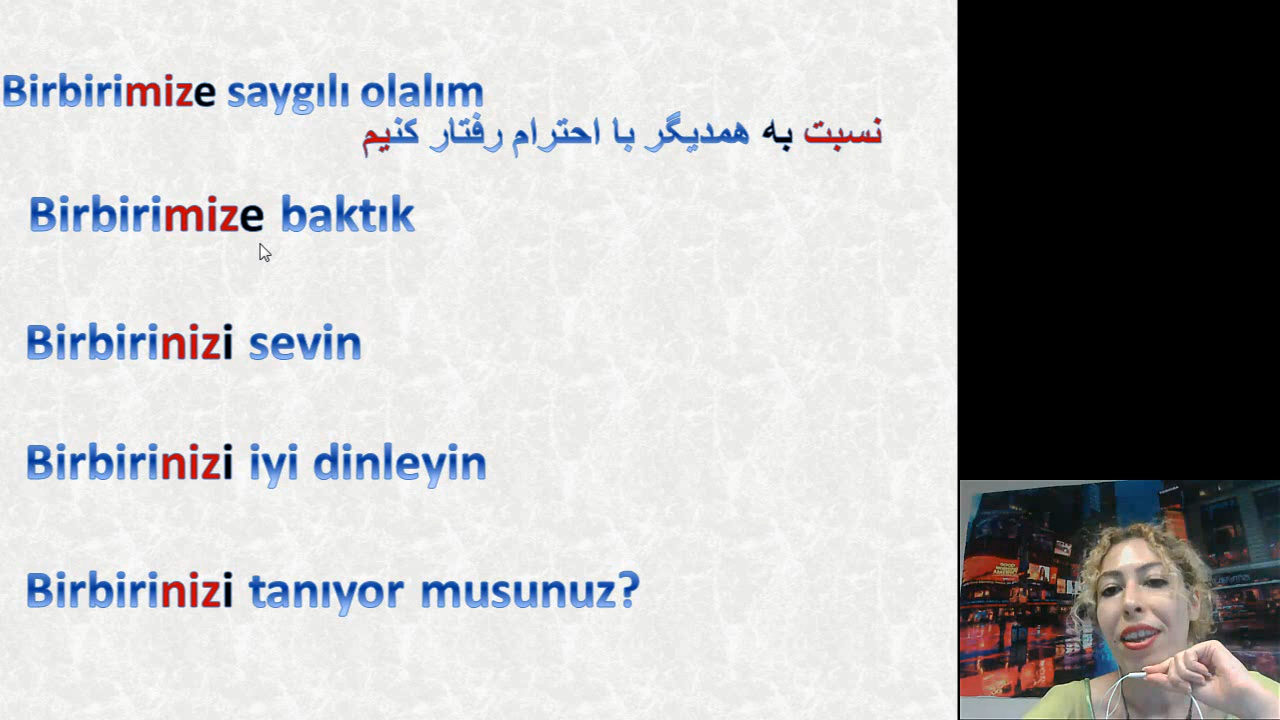 Birbirimize saygılı olalım
نسبت به همدیگر با احترام رفتار کنیم
Birbirimize baktık
Birbirinizi sevin
Birbirinizi iyi dinleyin
Birbirinizi tanıyor musunuz?